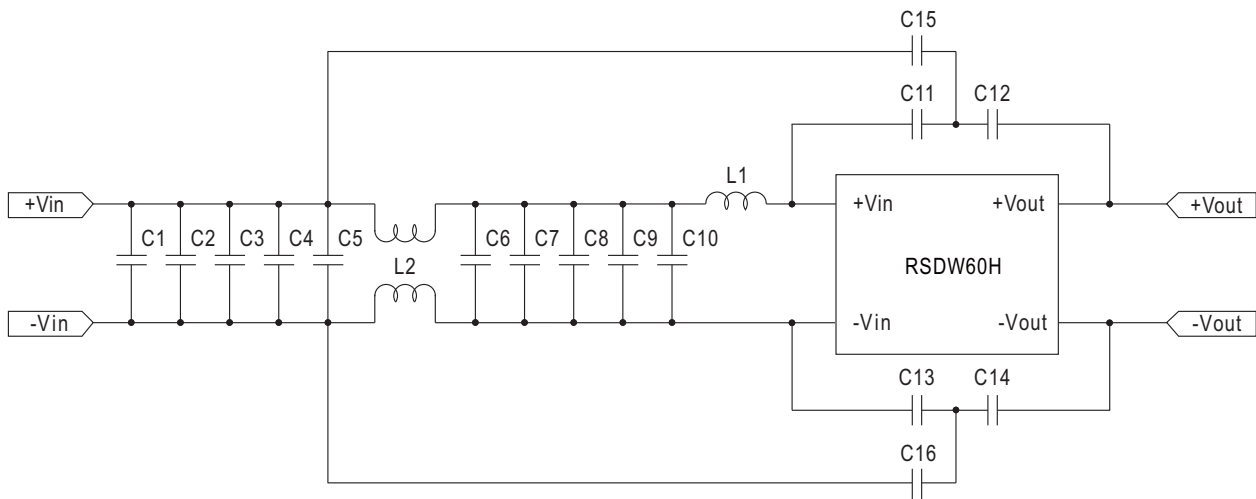 C15
C11 C12
L1
+Vin +Vin +Vout +Vout
C1 C2 C3 C4 C5 C6 C7 C8 C9 C10
L2 RSDW60H
-Vin -Vin -Vout -Vout
C13 C14
C16